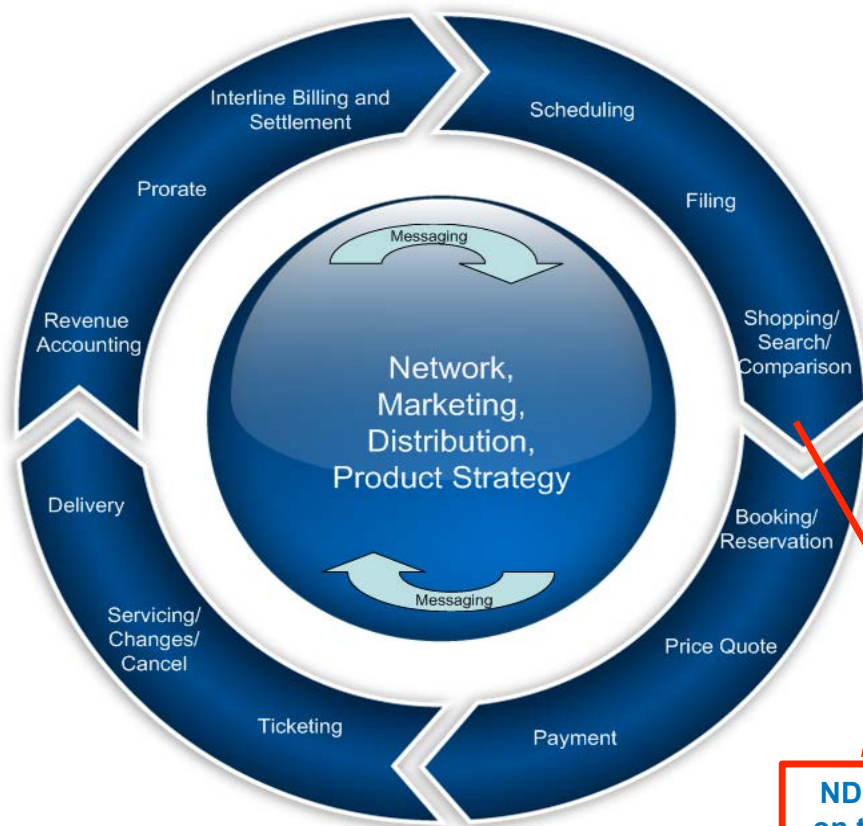 Interline Billing and
Settlement
Scheduling
Prorate
Filing
Messaging
Revenue
Accounting
Shopping/
Search/
Comparison
Network,
Marketing,
Distribution,
Product Strategy
Delivery
Booking/
Reservation
Messaging
Servicing/
Changes/
Cancel
Price Quote
Ticketing
Payment
ND
on